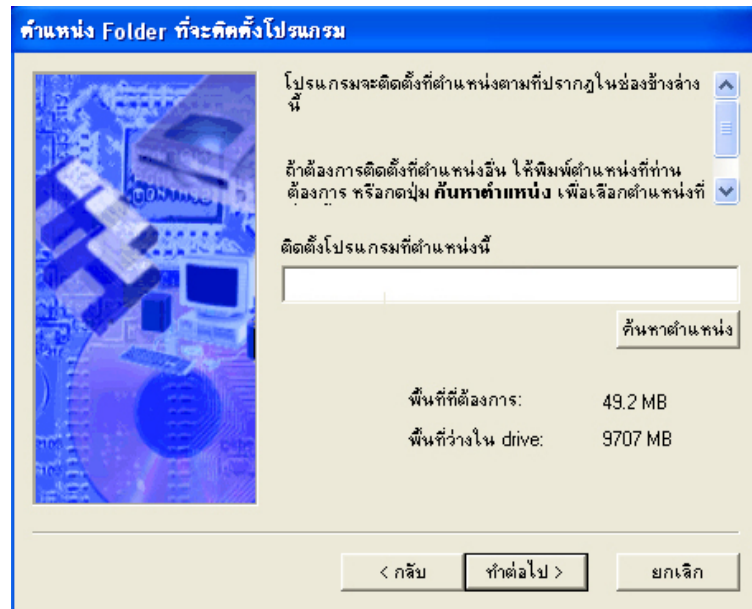 ตำแหน่ง Folder ที่จะติดตั้งโปรแกรม
โปรแกรมจะติดตั้งที่ตำแหน่งตามที่ปรากฎในช่องข้างล่าง
นี้
ถ้าต้องการติดตั้งที่ตำแหน่งอื่น ให้พิมพ์ตำแหน่งที่ท่าน
ต้องการ หรือกดปุ่ม ค้นหาตำแหน่ง เพื่อเลือกตำแหน่งที่
ติดตั้งโปรแกรมที่ตำแหน่งนี้
ค้นหาตำแหน่ง
พื้นที่ที่ต้องการ: 49.2 MB
พื้นที่ว่างใน drive: 9707 MB
< กลับ ทำต่อไป > ยกเลิก